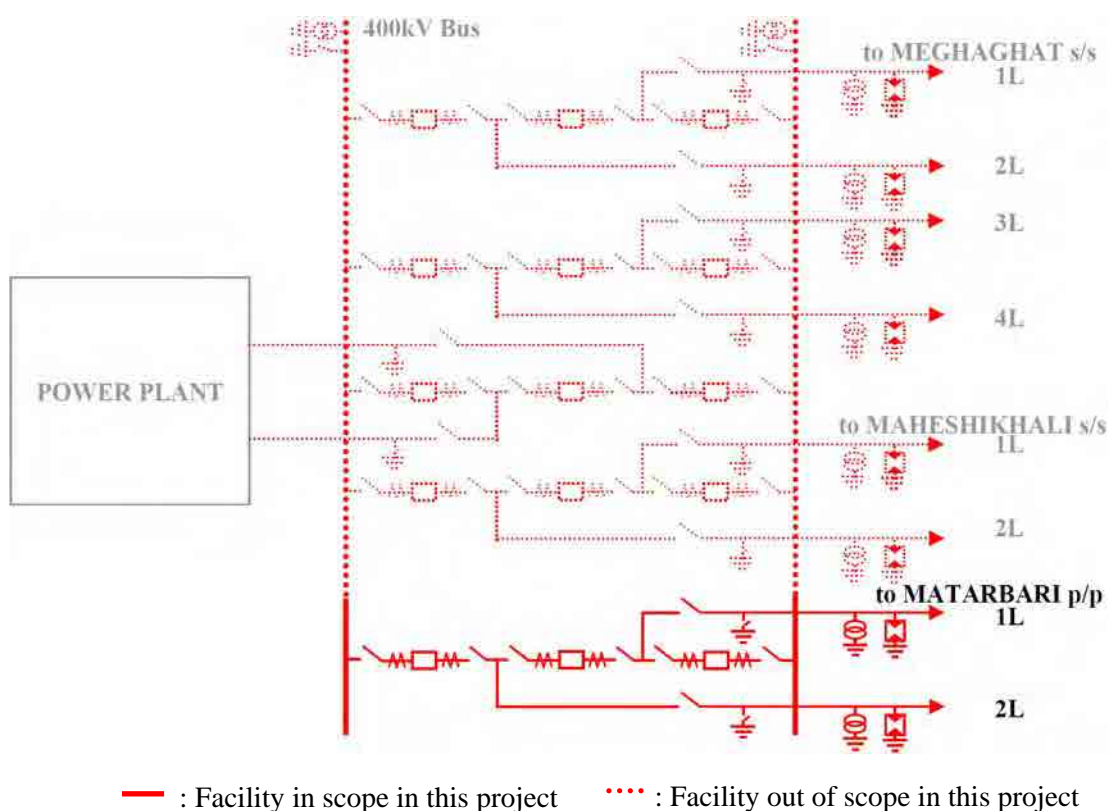 400kV Bus
to MEGHAGHAT s/s
1L
2L
3L
4L
POWER PLANT
to MAHESHIKHALI s/s
1L
2L
to MATARBARI p/p
1L
2L
: Facility in scope in this project
: Facility out of scope in this project